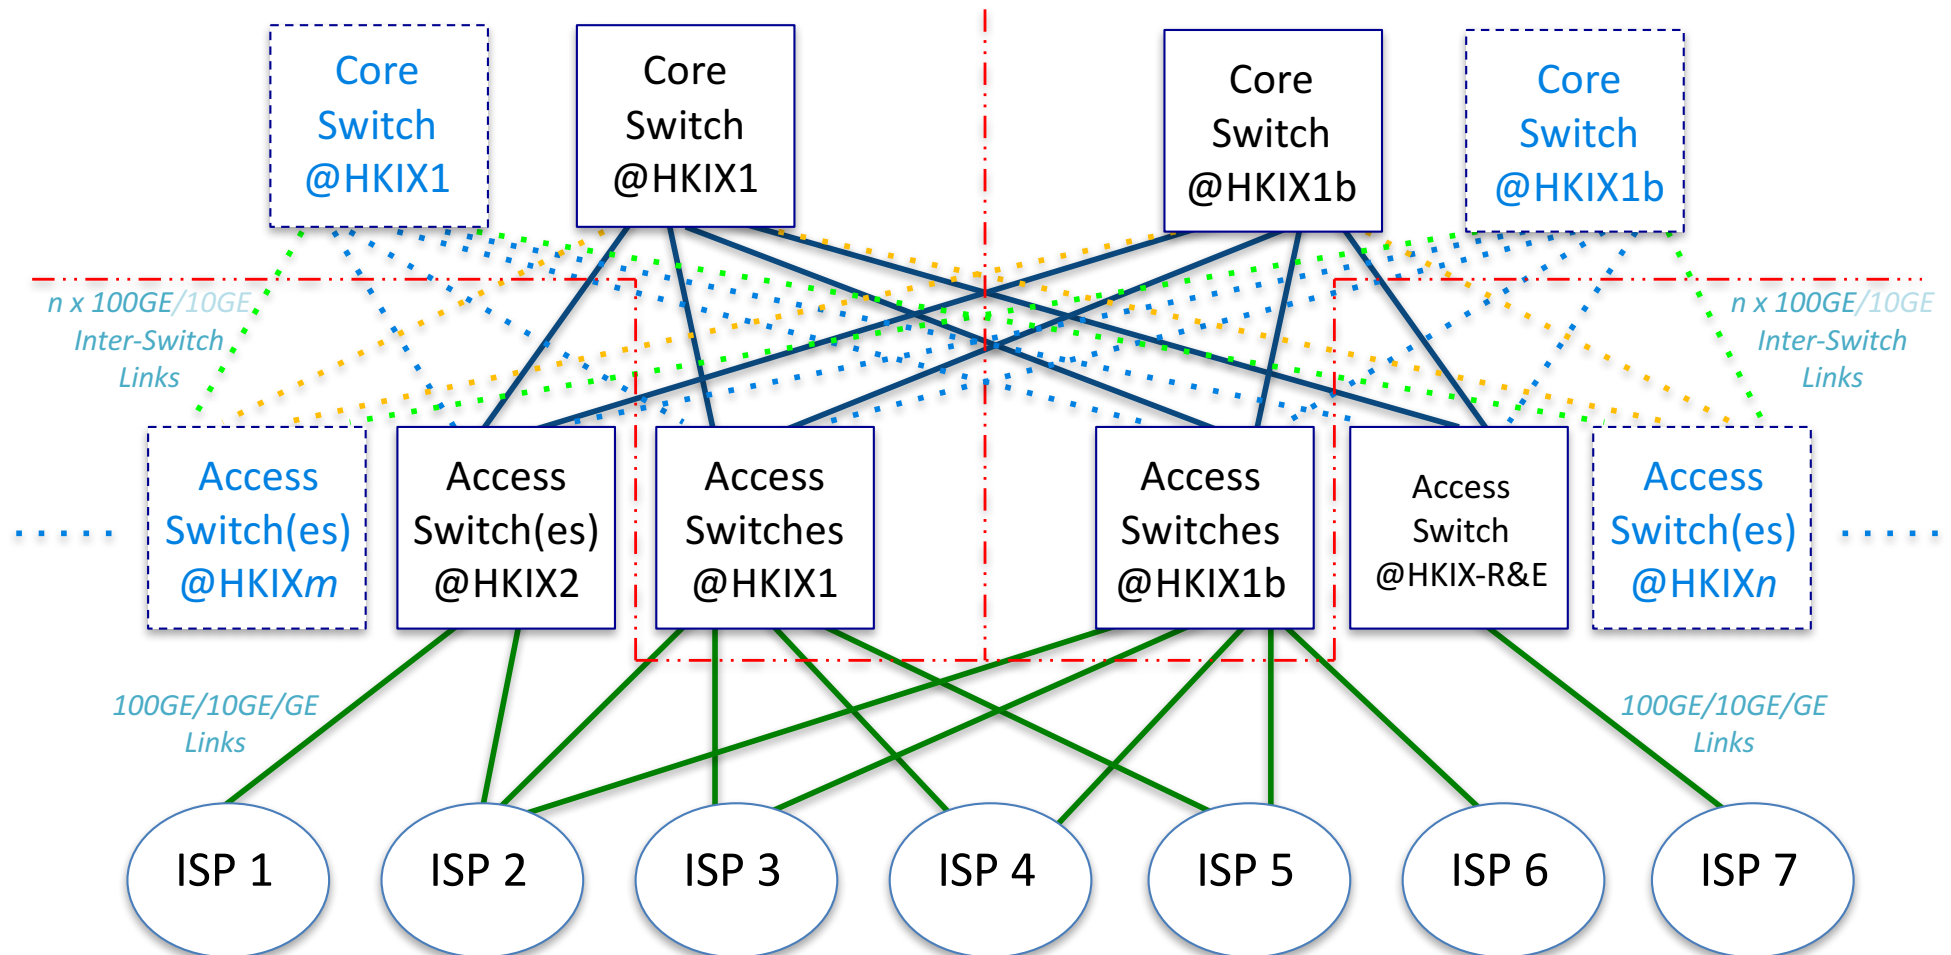 Core
Switch
@HKIX1
Core
Switch
@HKIX1
Core
Switch
@HKIX1b
Core
Switch
@HKIX1b
n x 100GE/10GE
Inter-Switch
Links
n x 100GE/10GE
Inter-Switch
Links
Access
Switch(es)
@HKIXm
Access
Switch(es)
@HKIX2
Access
Switches
@HKIX1
Access
Switches
@HKIX1b
Access
Switch
@HKIX-R&E
Access
Switch(es)
@HKIXn
100GE/10GE/GE
Links
100GE/10GE/GE
Links
ISP 1
ISP 2
ISP 3
ISP 4
ISP 5
ISP 6
ISP 7